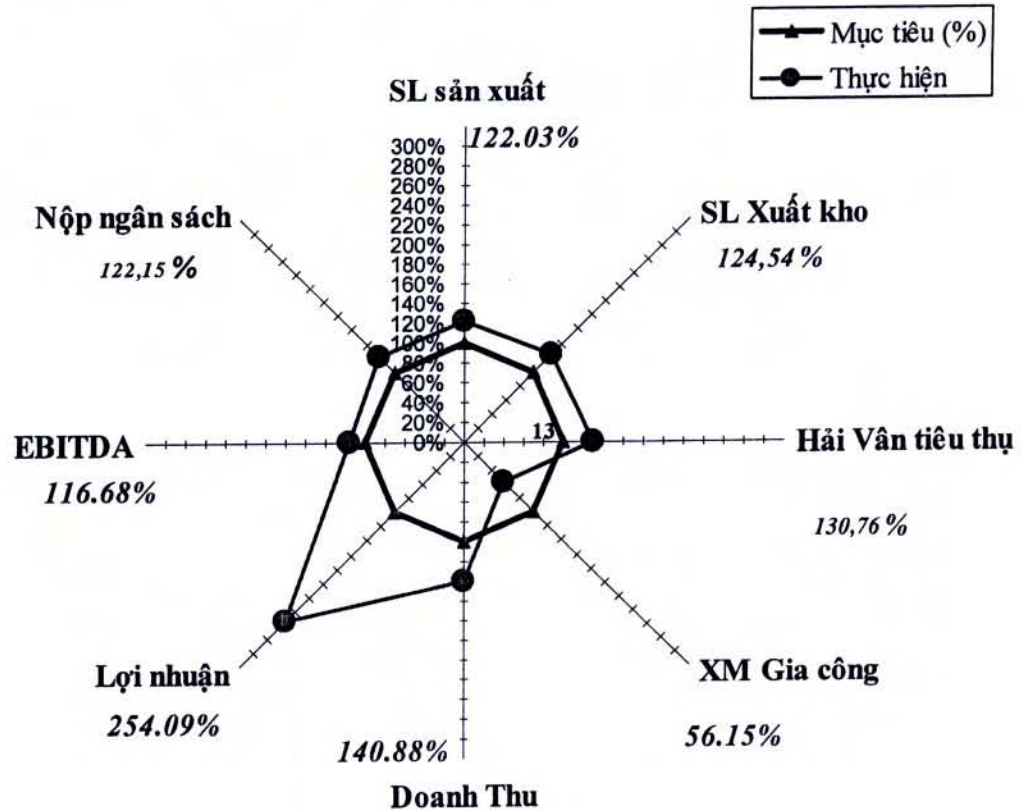 Mục tiêu (%)
Thực hiện
SL sản xuất
122.03%
300%
280%
260%
240%
220%
200%
180%
160%
140%
120%
100%
80%
60%
40%
20%
0%
SL Xuất kho
124,54 %
13
Hải Vân tiêu thụ
130,76 %
XM Gia công
56.15%
140.88%
Doanh Thu
Lợi nhuận
254.09%
EBITDA
116.68%
Nộp ngân sách
122,15 %